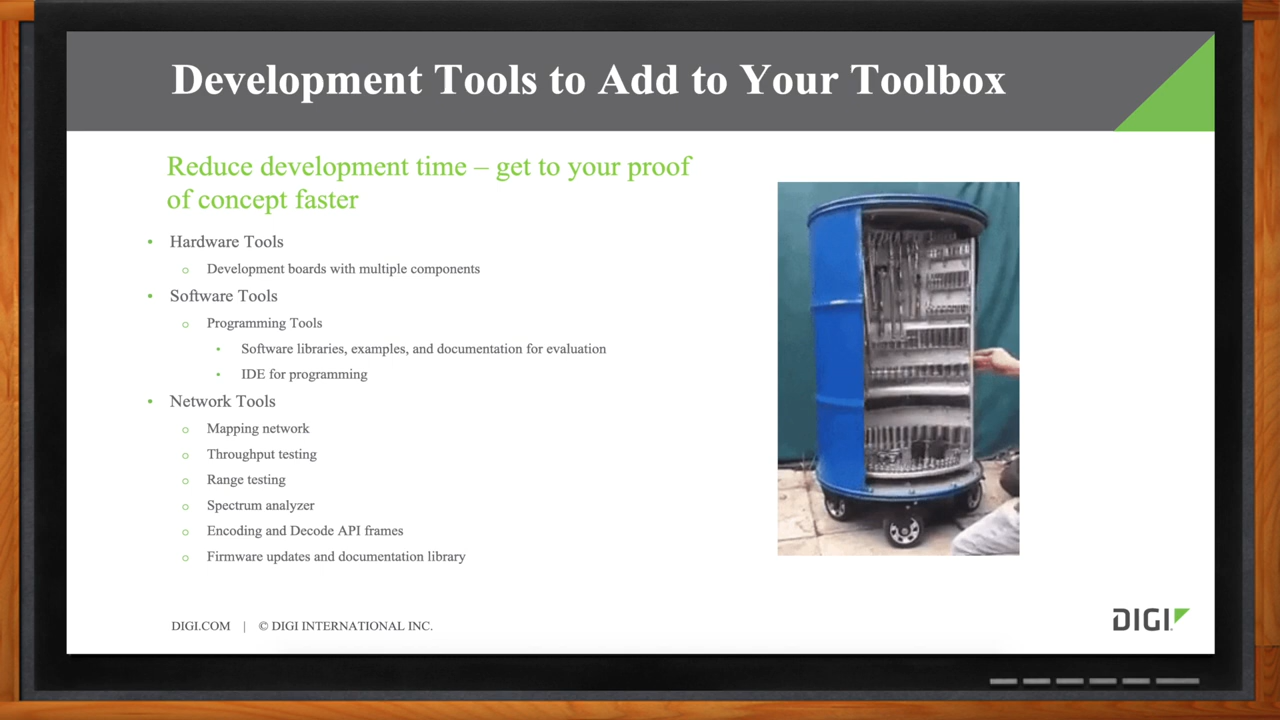 Development Tools to Add to Your Toolbox
Reduce development time – get to your proof
of concept faster
• Hardware Tools
o Development boards with multiple components
• Software Tools
o Programming Tools
• Software libraries, examples, and documentation for evaluation
• IDE for programming
• Network Tools
o Mapping network
o Throughput testing
o Range testing
o Spectrum analyzer
o Encoding and Decode API frames
o Firmware updates and documentation library
DIGI.COM | © DIGI INTERNATIONAL INC.
DIGI